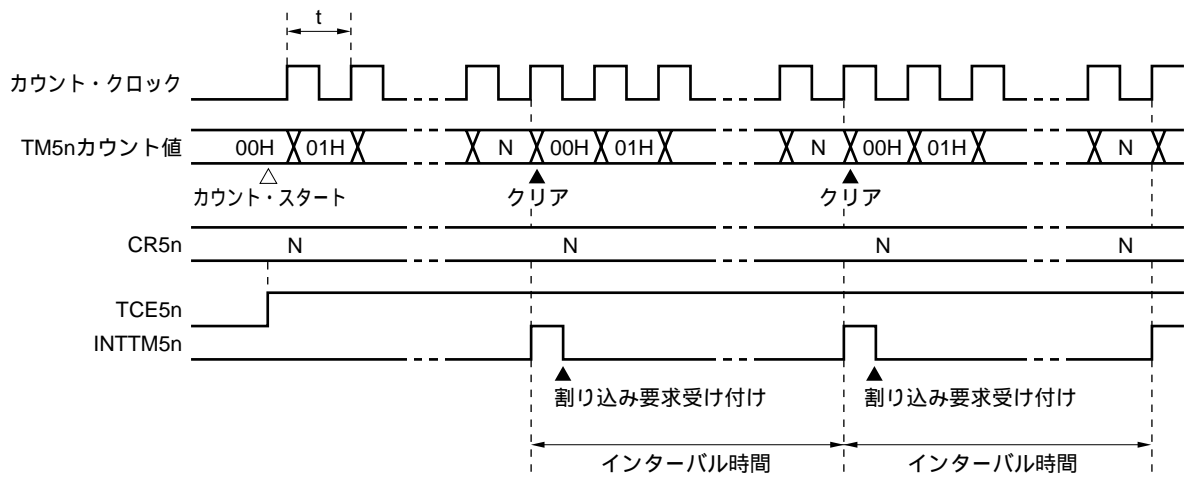 t
カウント・クロック
TM5nカウント値 00H 01H N 00H 01H N 00H 01H N
カウント・スタート クリア クリア
CR5n N N N N
TCE5n
INTTM5n
割り込み要求受け付け 割り込み要求受け付け
インターバル時間 インターバル時間